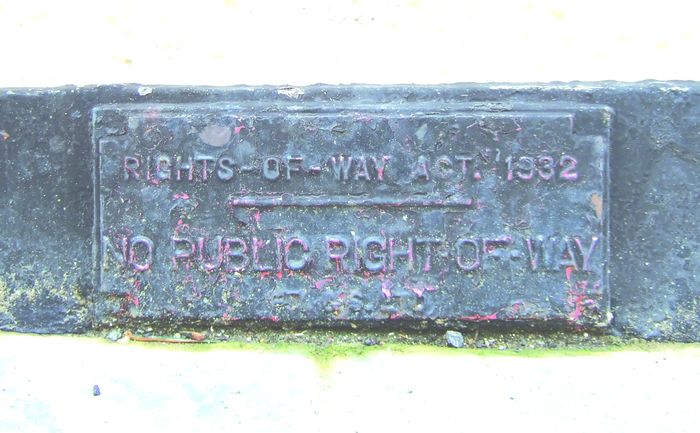 RIGHTS-OF-WAY ACT. 1932
NO PUBLIC RIGHT-OF-WAY